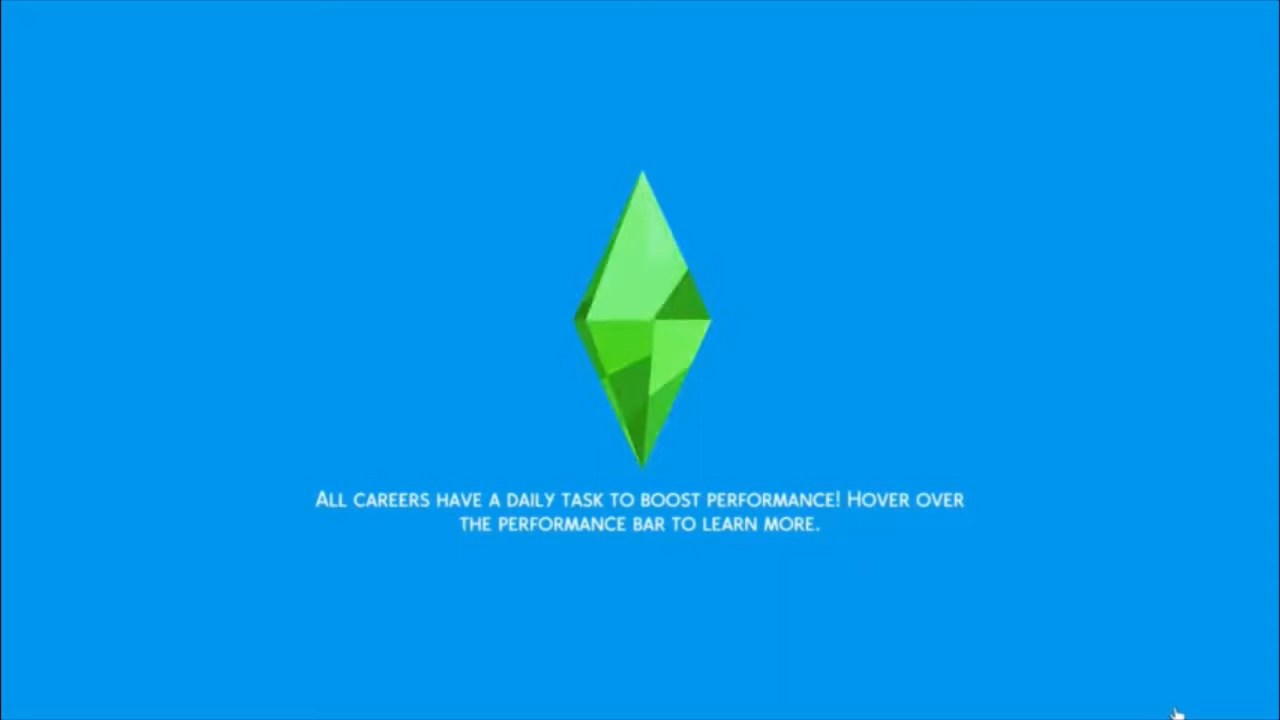 All careers have a daily task to boost performance! Hover over
the performance bar to learn more.